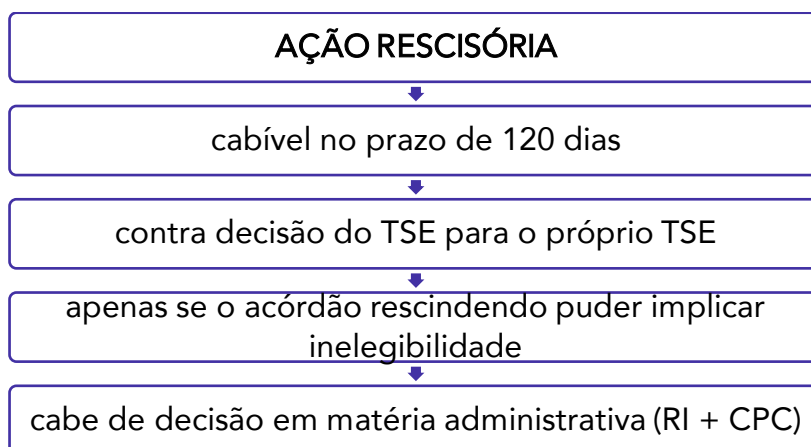 AÇÃO RESCISÓRIA
cabível no prazo de 120 dias
contra decisão do TSE para o próprio TSE
apenas se o acórdão rescindendo puder implicar
inelegibilidade
cabe de decisão em matéria administrativa (RI + CPC)